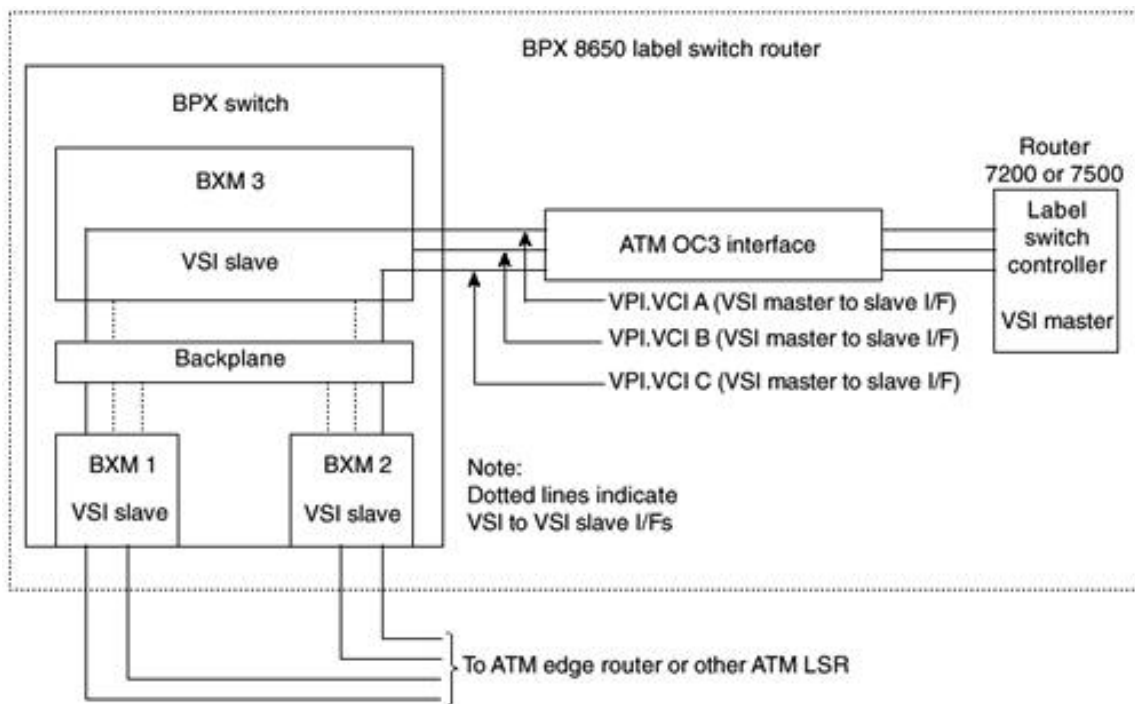 BPX 8650 label switch router
BPX switch
BXM 3
VSI slave
Backplane
BXM 1
VSI slave
BXM 2
VSI slave
ATM OC3 interface
VPI.VCI A (VSI master to slave I/F)
VPI.VCI B (VSI master to slave I/F)
VPI.VCI C (VSI master to slave I/F)
Router
7200 or 7500
Label
switch
controller
VSI master
Note:
Dotted lines indicate
VSI to VSI slave I/Fs
To ATM edge router or other ATM LSR